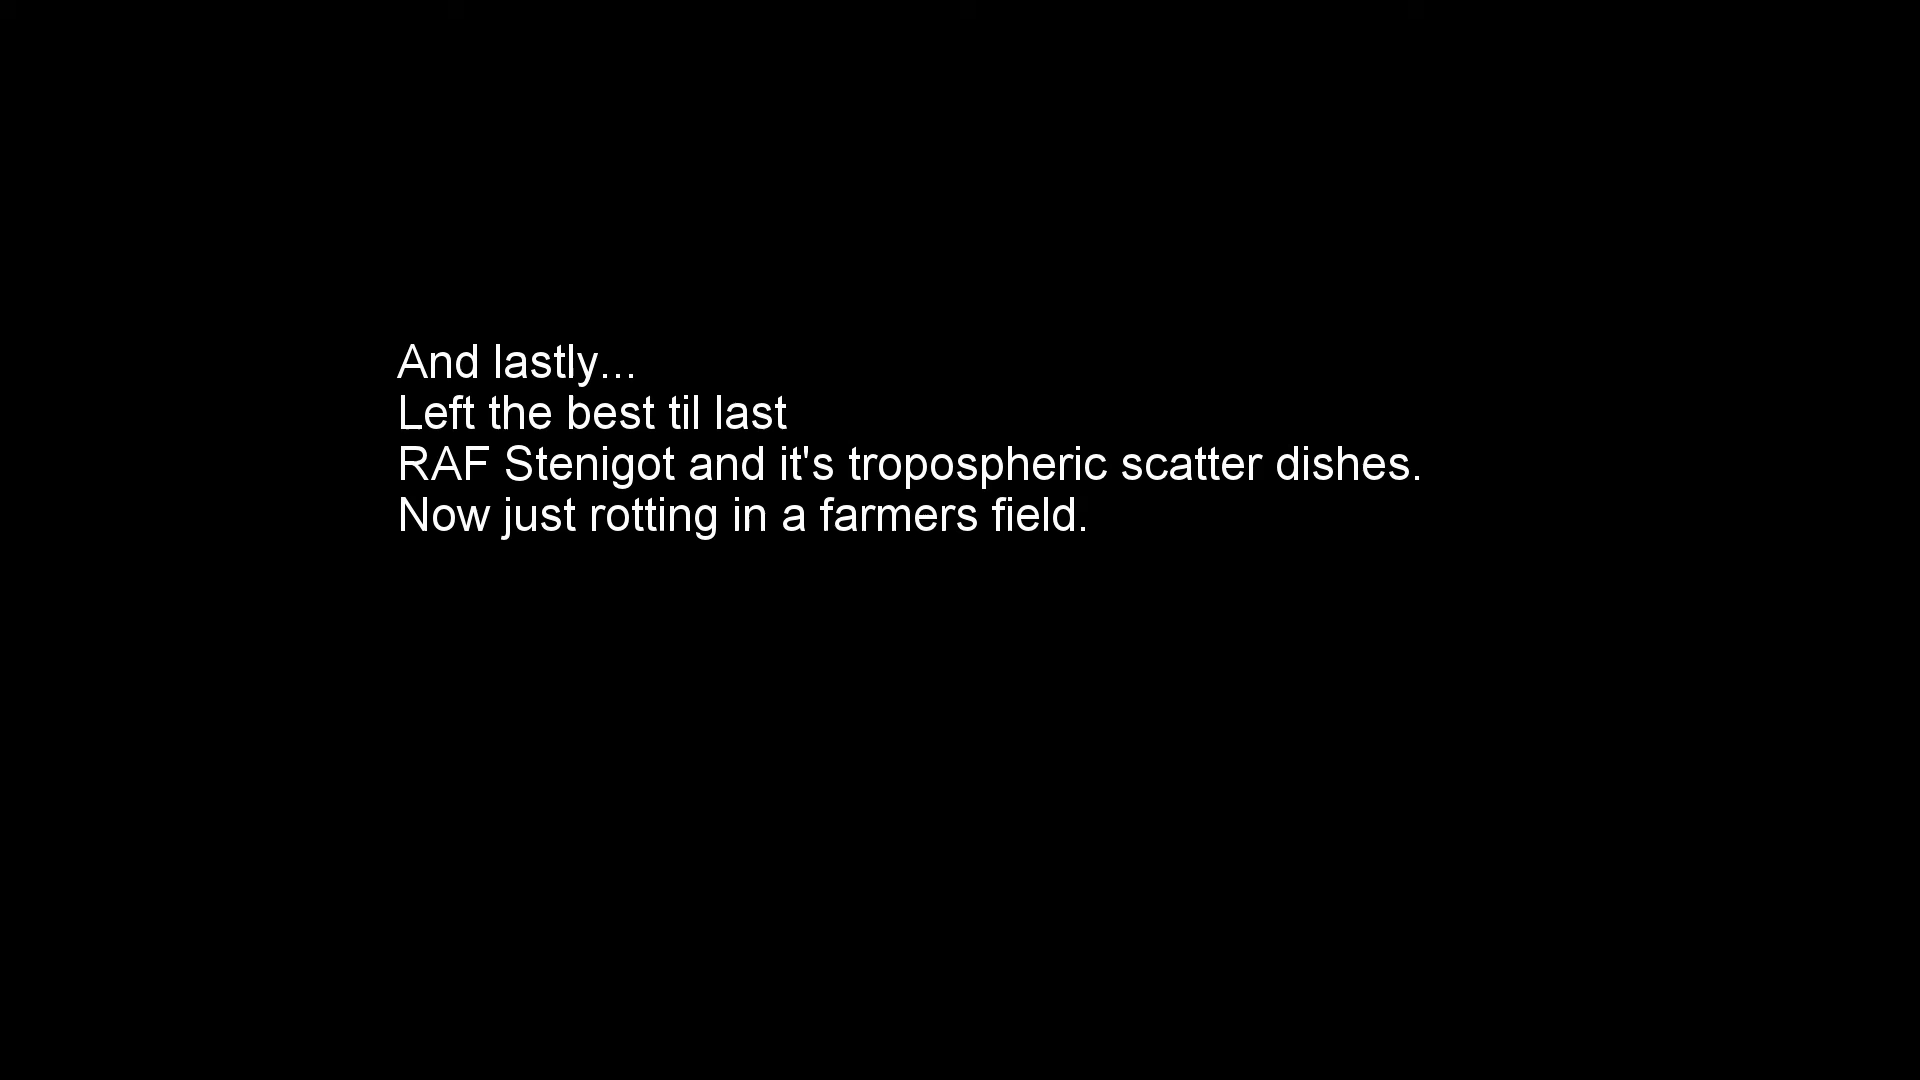 And lastly...
Left the best til last
RAF Stenigot and it's tropospheric scatter dishes.
Now just rotting in a farmers field.